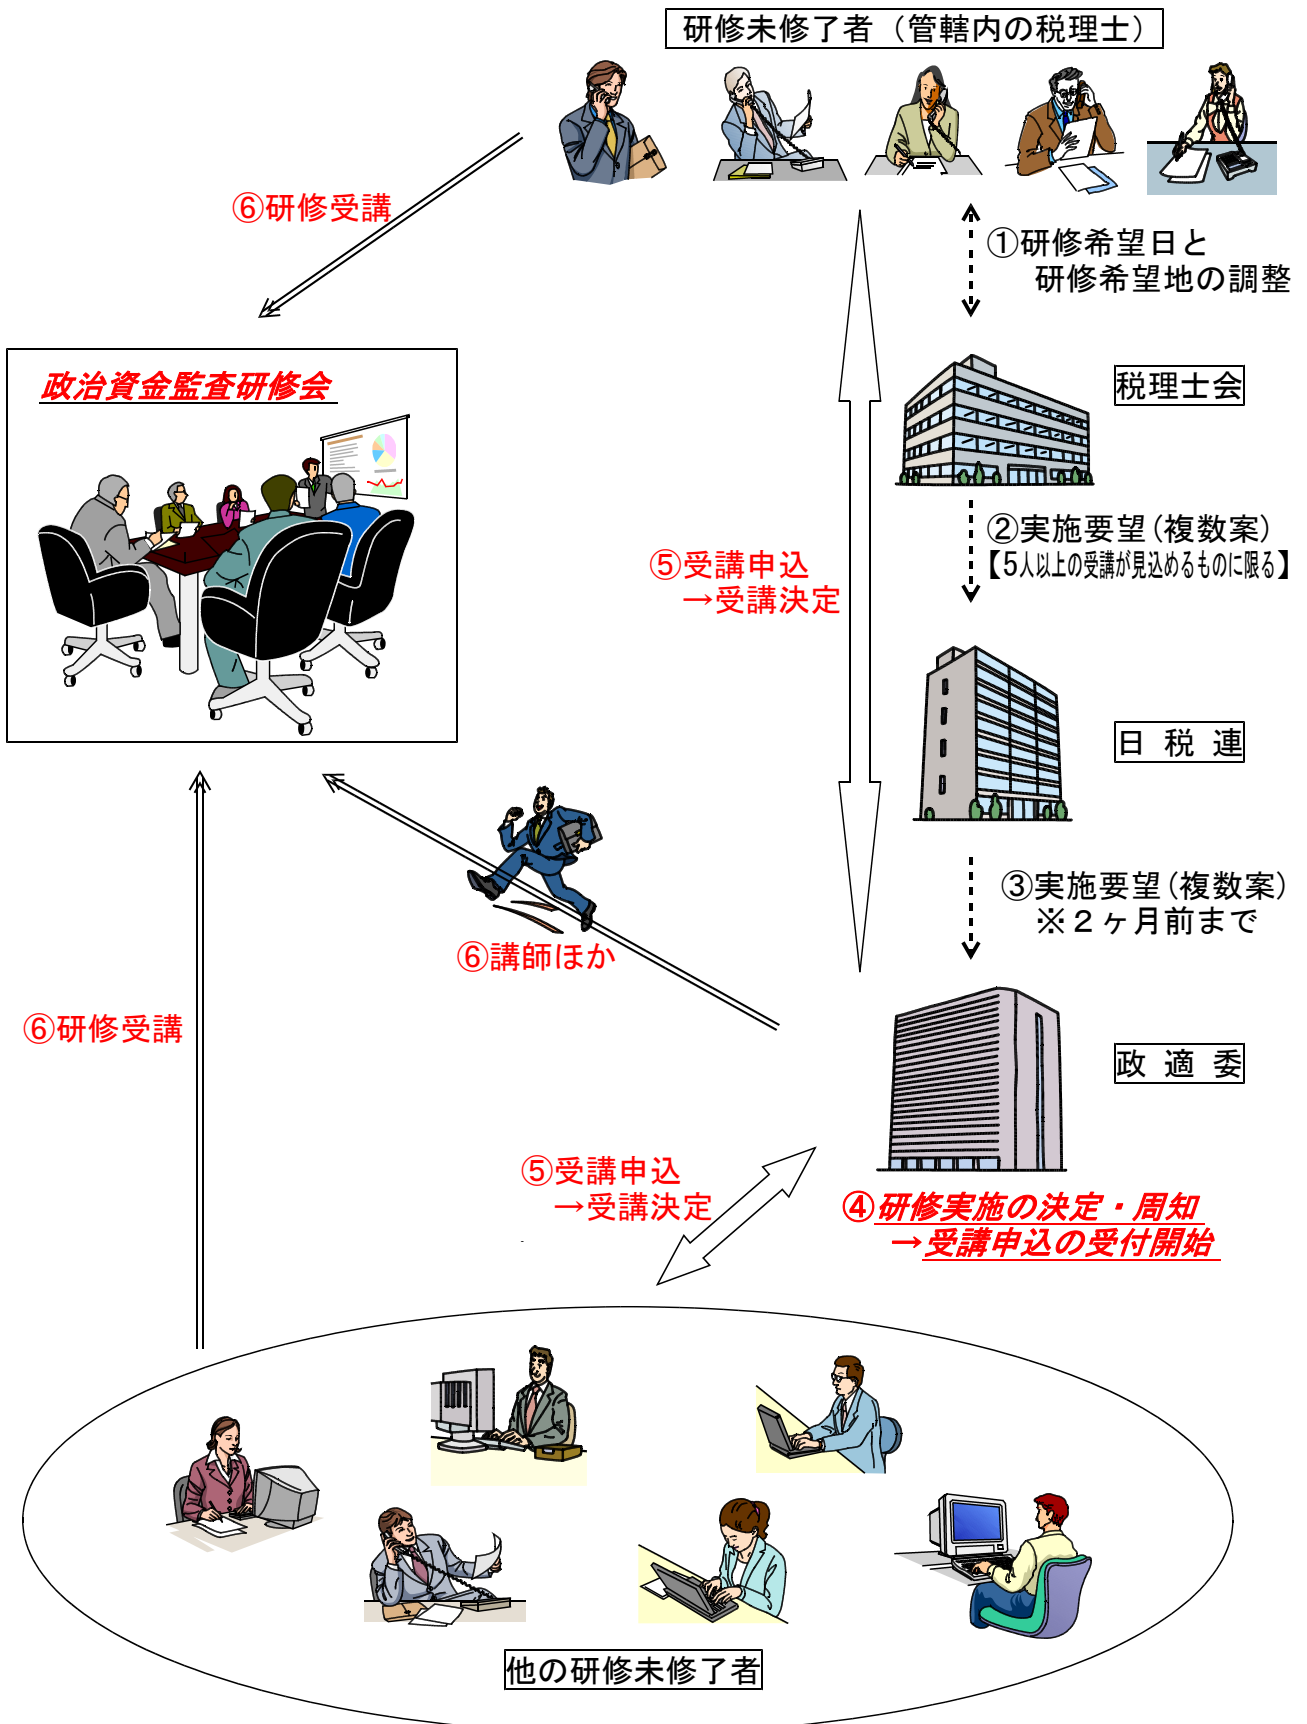 研修未修了者（管轄内の税理士）
⑥研修受講
①研修希望日と
研修希望地の調整
政治資金監査研修会
税理士会
②実施要望(複数案)
【5人以上の受講が見込めるものに限る】
⑤受講申込
→受講決定
日税連
③実施要望(複数案)
※２ヶ月前まで
⑥講師ほか
⑥研修受講
政適委
⑤受講申込
→受講決定
④研修実施の決定・周知
→受講申込の受付開始
他の研修未修了者